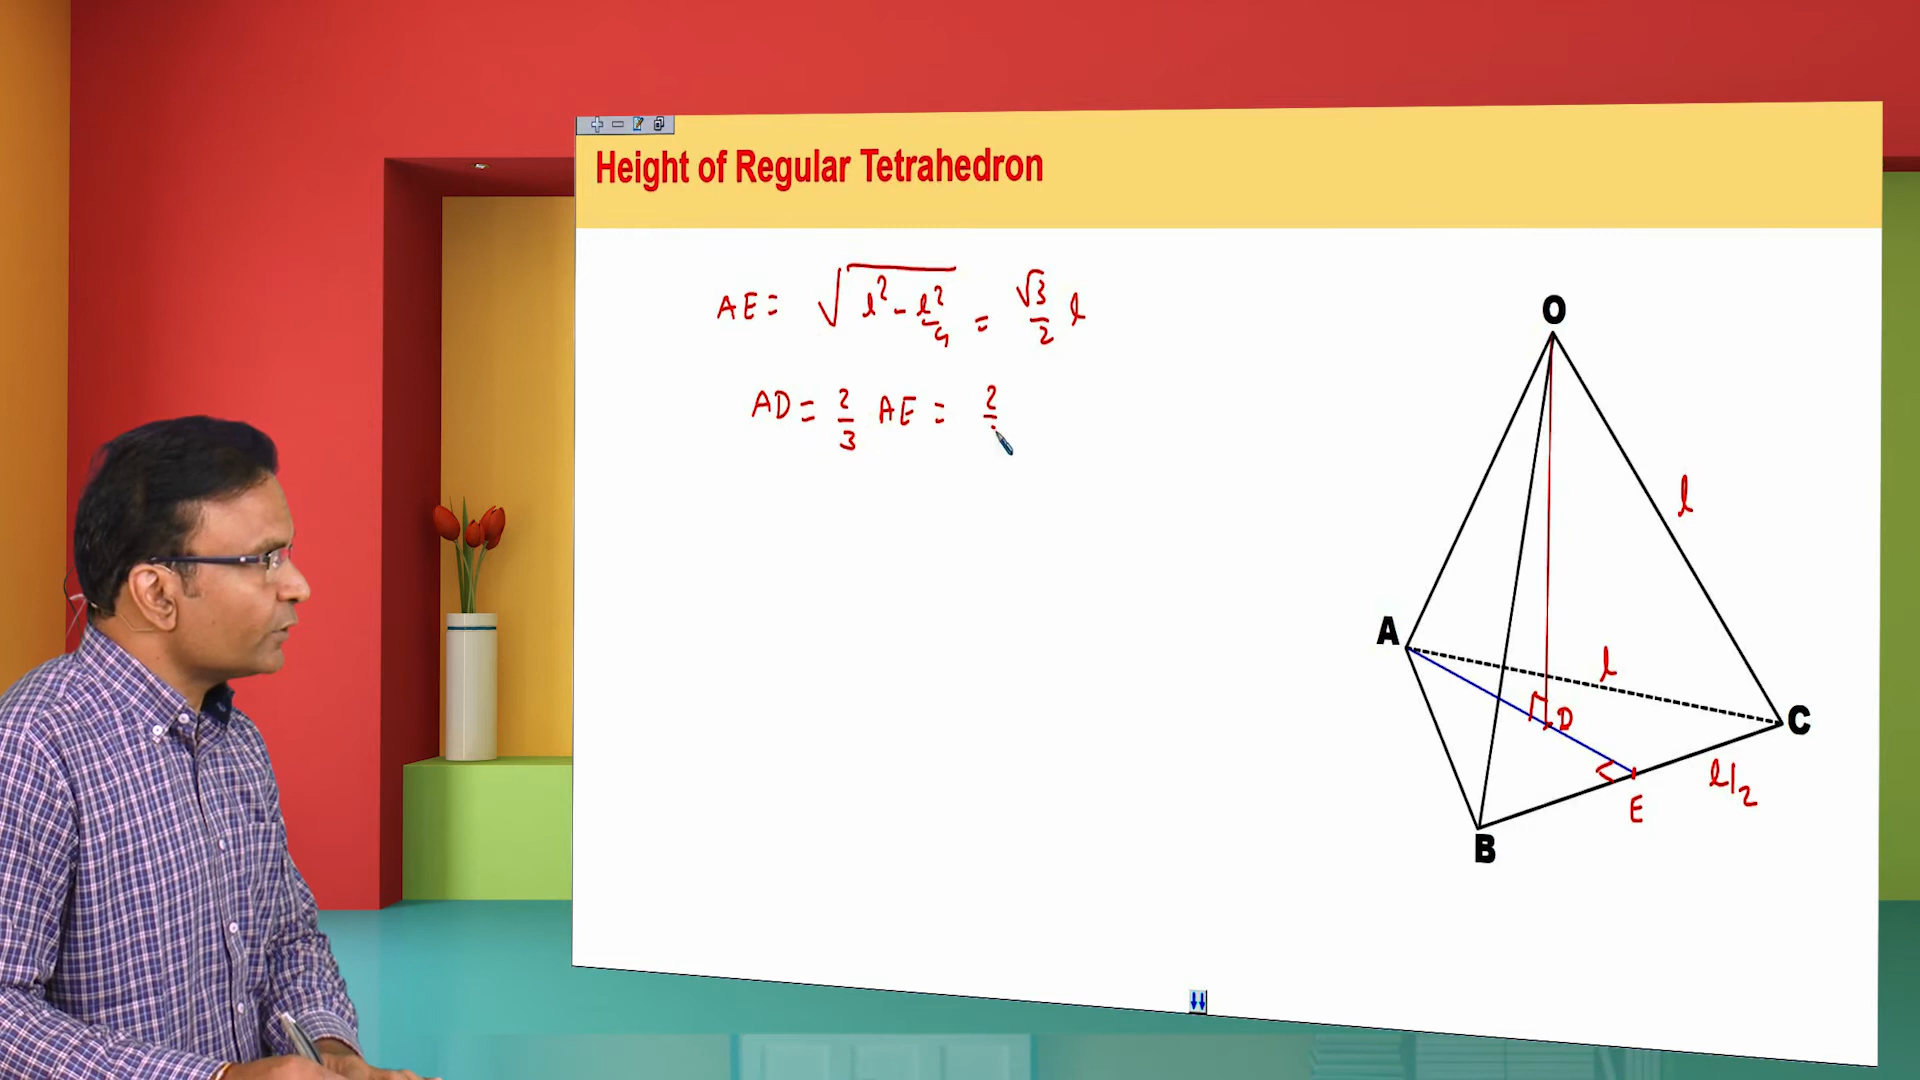 Height of Regular Tetrahedron
AE = √(l² - l²/4) = √3/2 l
AD = 2/3 AE = 2
O
l
A
l
D
C
l/2
E
B